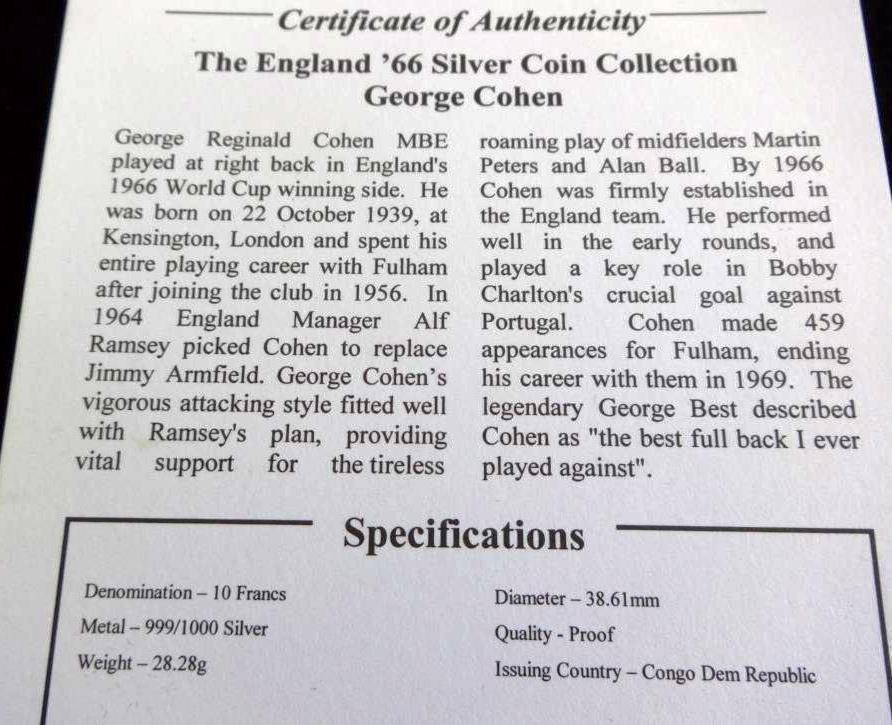 Certificate of Authenticity
The England ’66 Silver Coin Collection
George Cohen
George Reginald Cohen MBE
played at right back in England's
1966 World Cup winning side. He
was born on 22 October 1939, at
Kensington, London and spent his
entire playing career with Fulham
after joining the club in 1956. In
1964 England Manager Alf
Ramsey picked Cohen to replace
Jimmy Armfield. George Cohen’s
vigorous attacking style fitted well
with Ramsey's plan, providing
vital support for the tireless
roaming play of midfielders Martin
Peters and Alan Ball. By 1966
Cohen was firmly established in
the England team. He performed
well in the early rounds, and
played a key role in Bobby
Charlton's crucial goal against
Portugal. Cohen made 459
appearances for Fulham, ending
his career with them in 1969. The
legendary George Best described
Cohen as "the best full back I ever
played against".
Specifications
Denomination – 10 Francs
Metal – 999/1000 Silver
Weight – 28.28g
Diameter – 38.61mm
Quality - Proof
Issuing Country – Congo Dem Republic